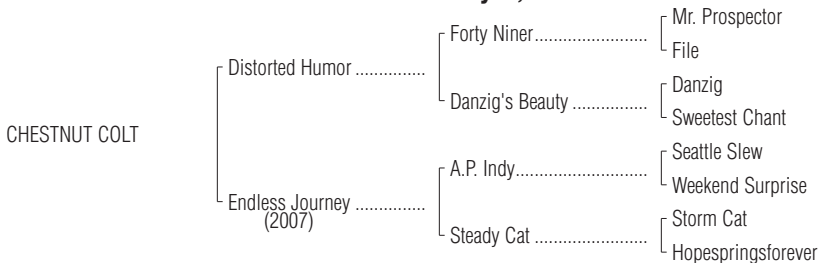 Mr. Prospector
Forty Niner...................
File
Distorted Humor ...............
Danzig
Danzig's Beauty ................
Sweetest Chant
CHESTNUT COLT
Seattle Slew
A.P. Indy......................
Weekend Surprise
Endless Journey ...............
(2007)
Storm Cat
Steady Cat .......................
Hopespringsforever